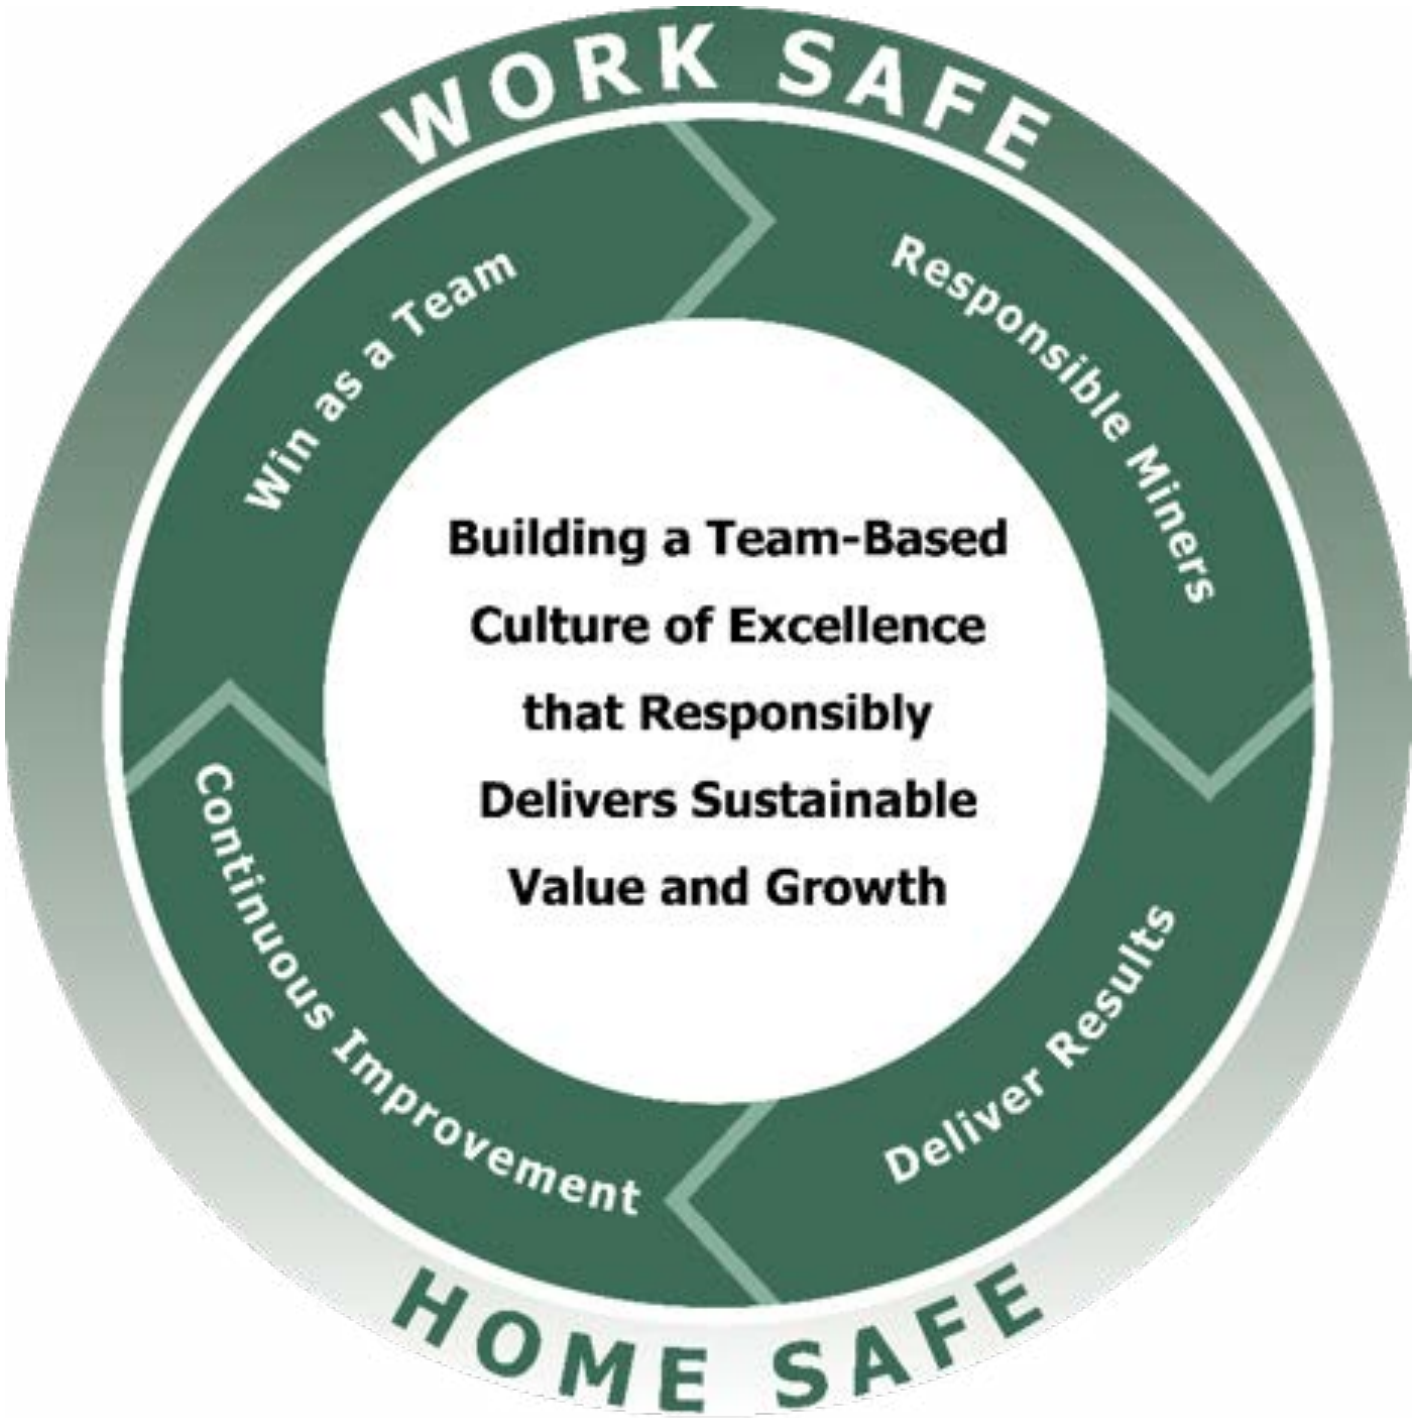 WORK SAFE
Win as a Team
Responsible Miners
Building a Team-Based
Culture of Excellence
that Responsibly
Delivers Sustainable
Value and Growth
Continuous Improvement
Deliver Results
HOME SAFE